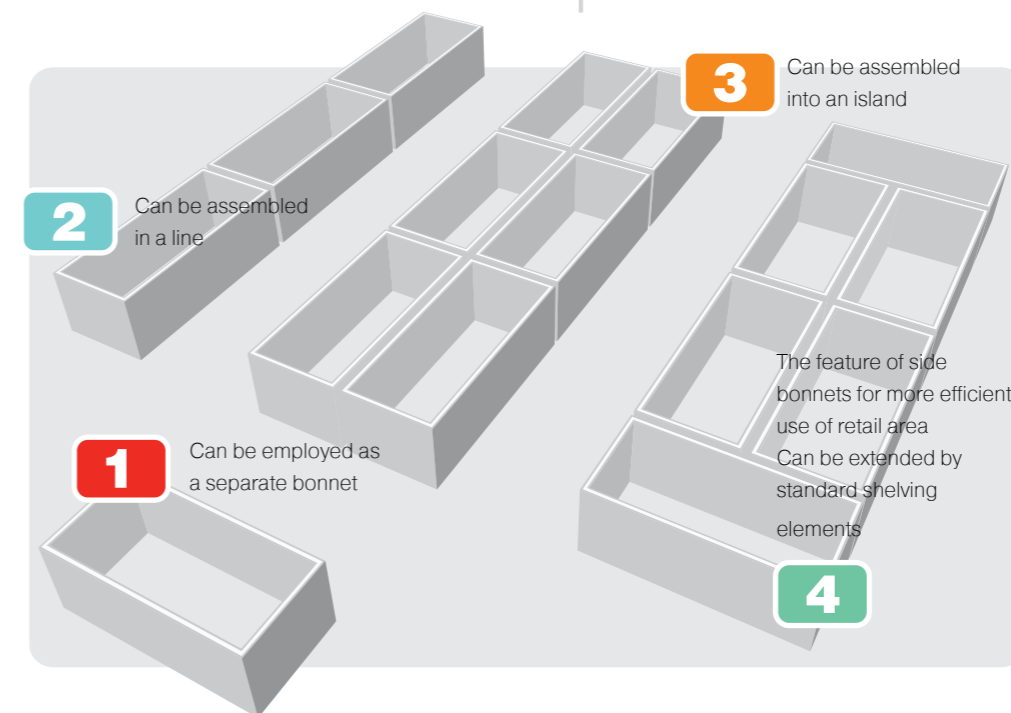 3
Can be assembled
into an island
2
Can be assembled
in a line
The feature of side
bonnets for more efficient
use of retail area
Can be extended by
standard shelving
elements
1
Can be employed as
a separate bonnet
4